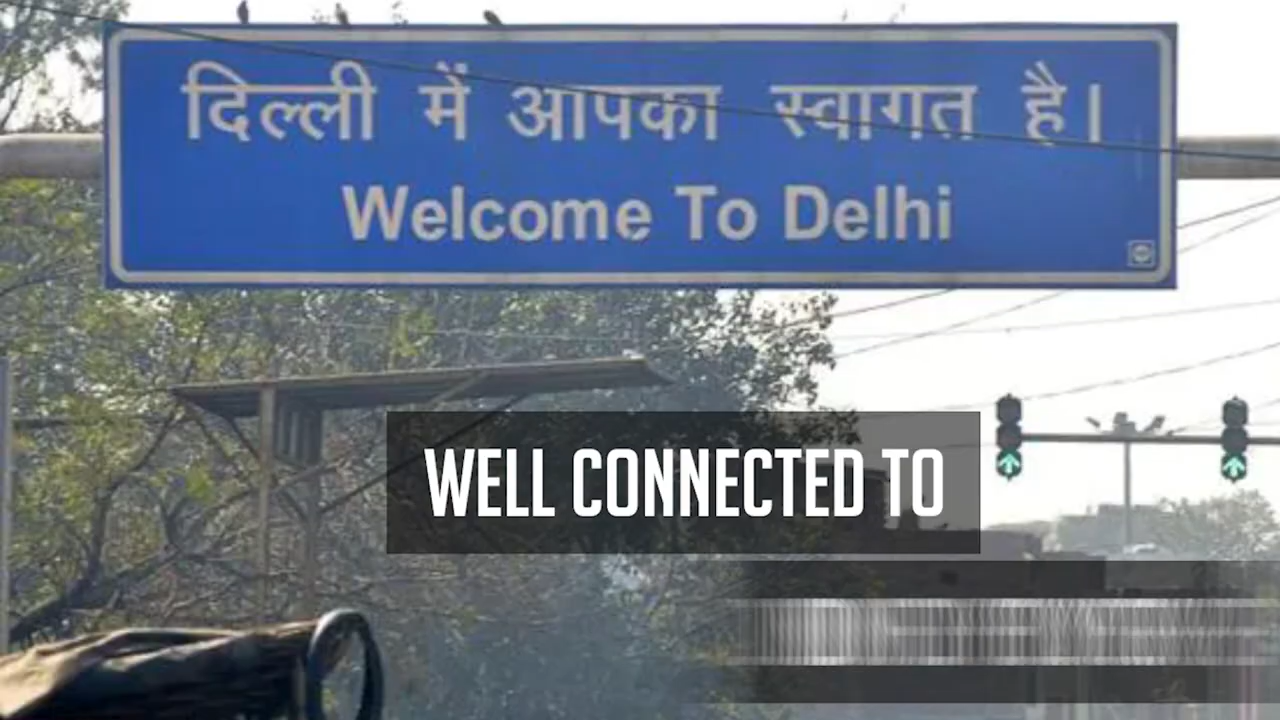 दिल्ली में आपका स्वागत है।
Welcome To Delhi
WELL CONNECTED TO